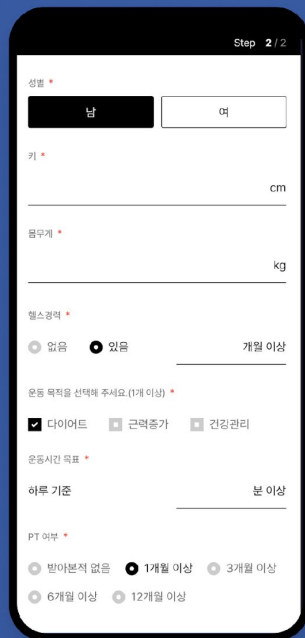 Step 2 / 2
성별 *
남 여
키 *
cm
몸무게 *
kg
헬스경력 *
없음 있음 개월 이상
운동 목적을 선택해 주세요.(1개 이상) *
다이어트 근력증가 건강관리
운동시간 목표 *
하루 기준 분 이상
PT 여부 *
받아본적 없음 1개월 이상 3개월 이상
6개월 이상 12개월 이상